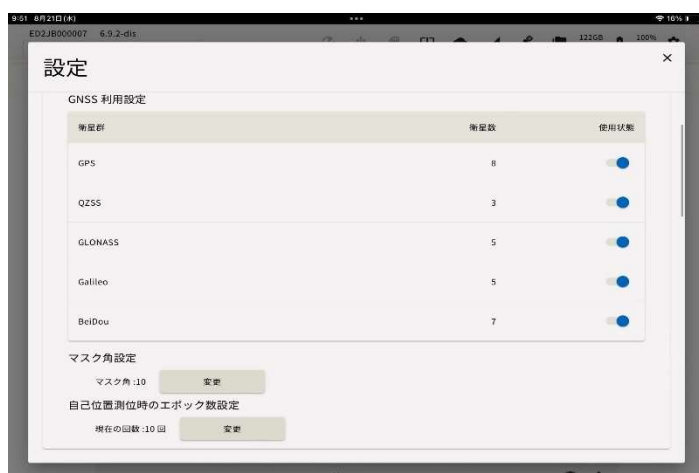 9:51 8月21日(水) 16%
ED2JB000007 6.9.2-dis 122GB 100%
設定
GNSS 利用設定
衛星群 衛星数 使用状態
GPS 8
QZSS 3
GLONASS 5
Galileo 5
BeiDou 7
マスク角設定
マスク角 :10 変更
自己位置測位時のエポック数設定
現在の回数 :10 回 変更